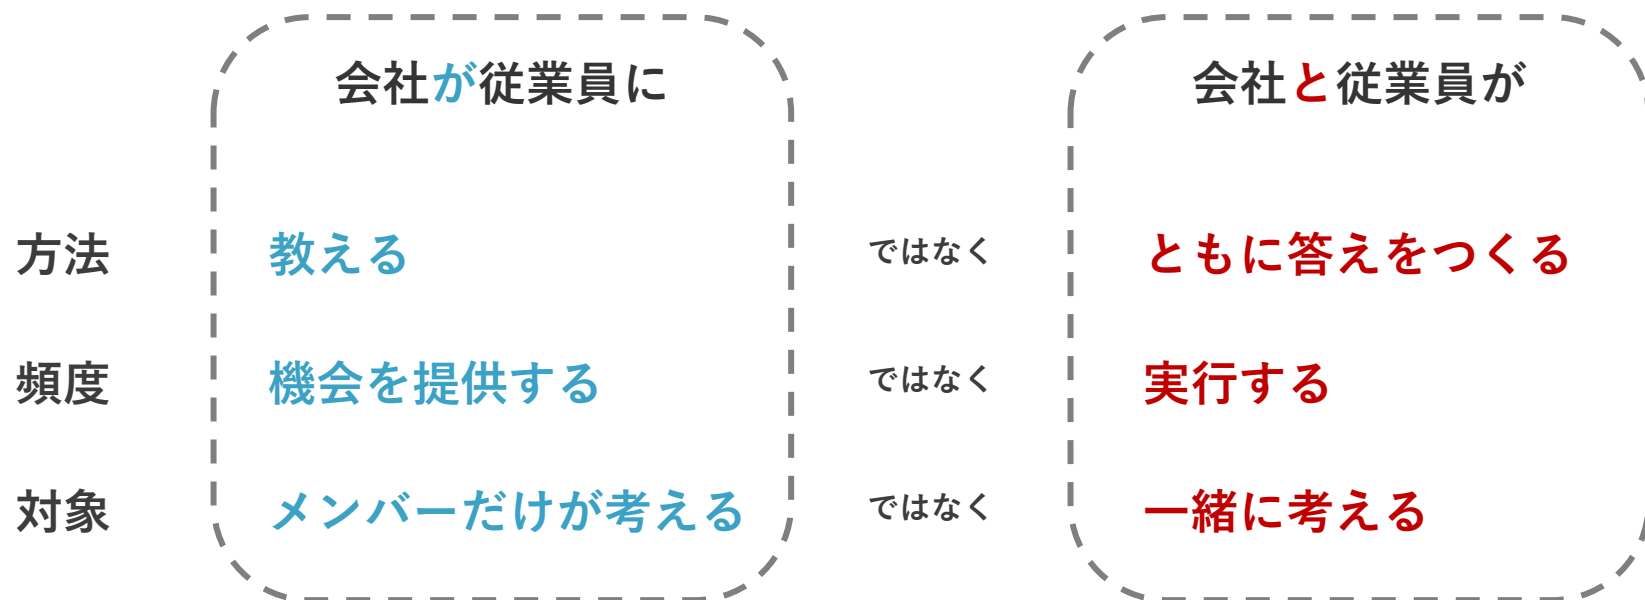 会社が従業員に
会社と従業員が
方法 教える ではなく ともに答えをつくる
頻度 機会を提供する ではなく 実行する
対象 メンバーだけが考える ではなく 一緒に考える